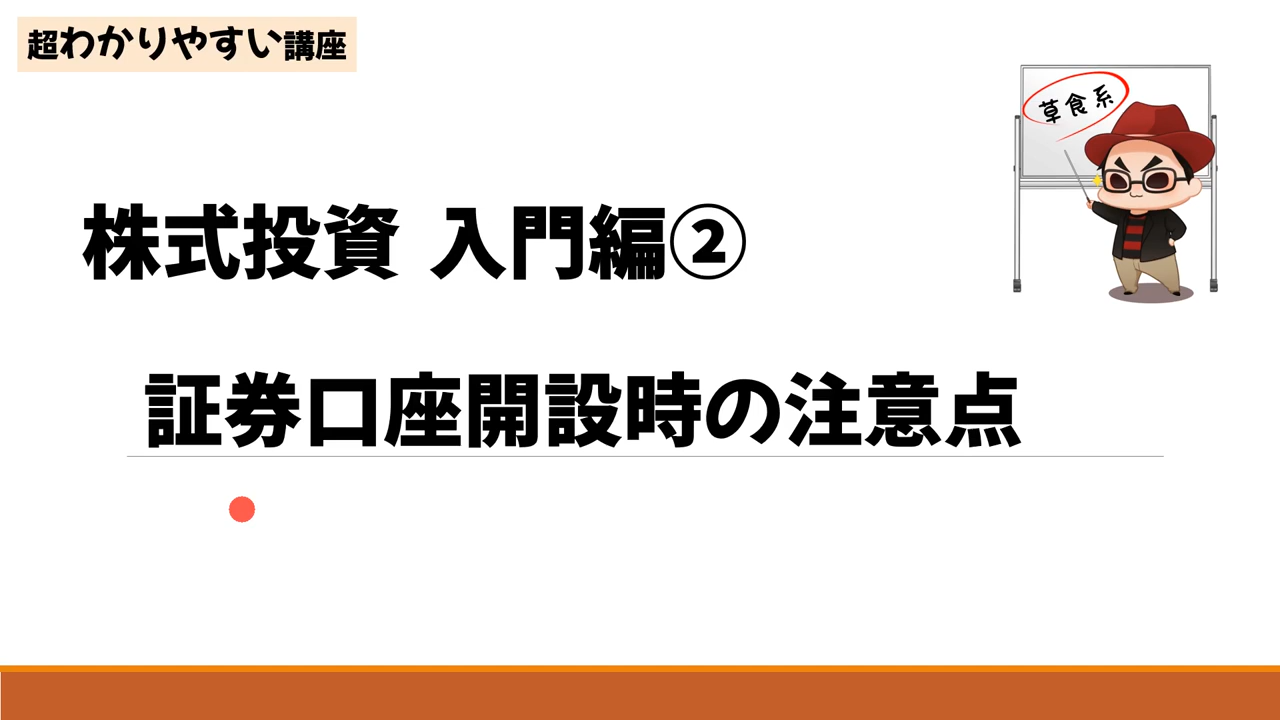 超わかりやすい講座
草食系
株式投資 入門編②
証券口座開設時の注意点